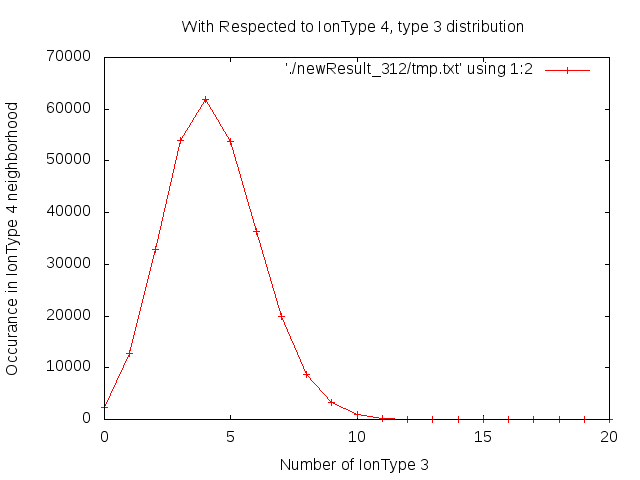 With Respected to IonType 4, type 3 distribution
'./newResult_312/tmp.txt' using 1:2
70000
60000
50000
40000
30000
20000
10000
0
Occurance in IonType 4 neighborhood
0 5 10 15 20
Number of IonType 3